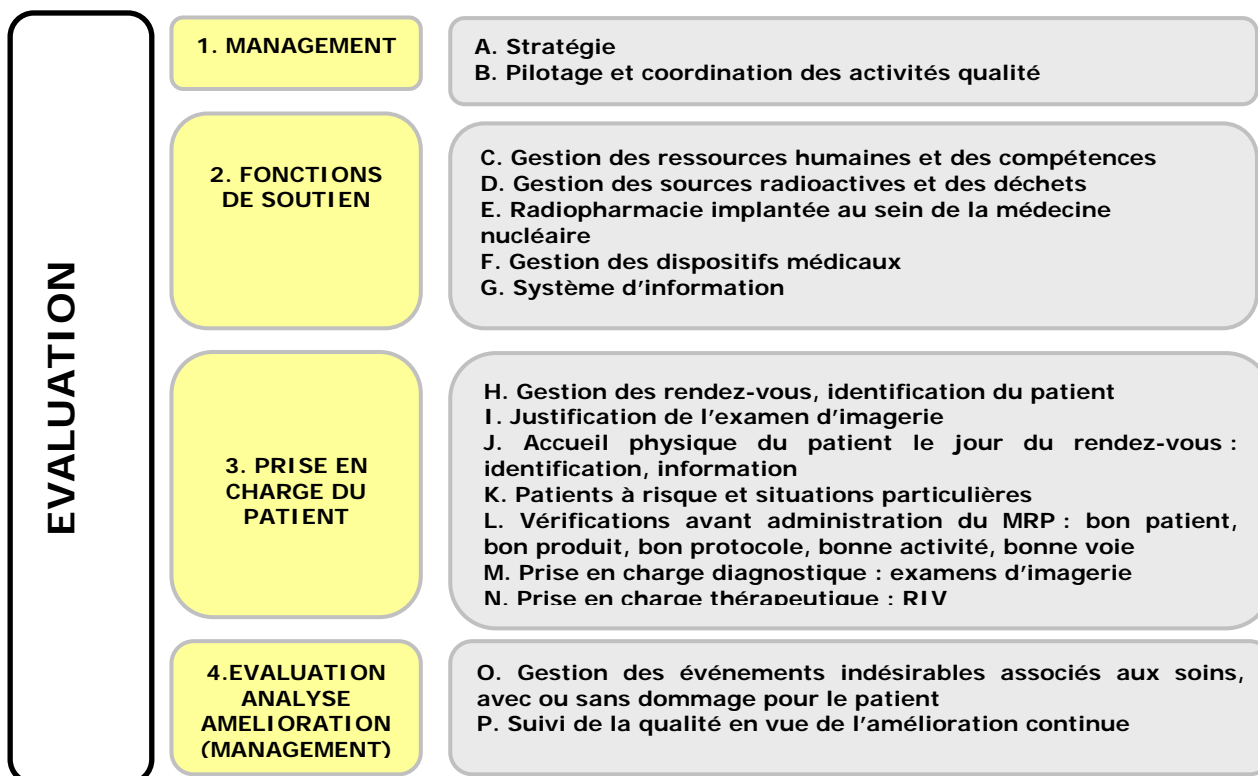 EVALUATION
1. MANAGEMENT
A. Stratégie
B. Pilotage et coordination des activités qualité
2. FONCTIONS
DE SOUTIEN
C. Gestion des ressources humaines et des compétences
D. Gestion des sources radioactives et des déchets
E. Radiopharmacie implantée au sein de la médecine
nucléaire
F. Gestion des dispositifs médicaux
G. Système d'information
3. PRISE EN
CHARGE DU
PATIENT
H. Gestion des rendez-vous, identification du patient
I. Justification de l'examen d'imagerie
J. Accueil physique du patient le jour du rendez-vous :
identification, information
K. Patients à risque et situations particulières
L. Vérifications avant administration du MRP : bon patient,
bon produit, bon protocole, bonne activité, bonne voie
M. Prise en charge diagnostique : examens d'imagerie
N. Prise en charge thérapeutique : RIV
4.EVALUATION
ANALYSE
AMELIORATION
(MANAGEMENT)
O. Gestion des événements indésirables associés aux soins,
avec ou sans dommage pour le patient
P. Suivi de la qualité en vue de l'amélioration continue